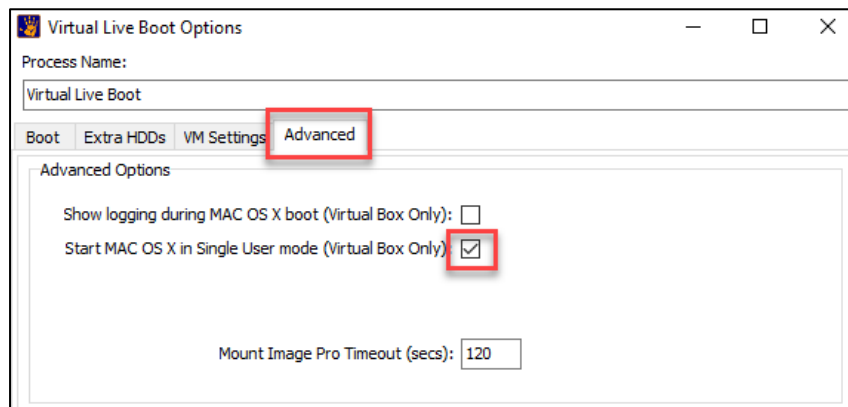 Virtual Live Boot Options
Process Name:
Virtual Live Boot
Boot Extra HDDs VM Settings Advanced
Advanced Options
Show logging during MAC OS X boot (Virtual Box Only):
Start MAC OS X in Single User mode (Virtual Box Only):
Mount Image Pro Timeout (secs): 120